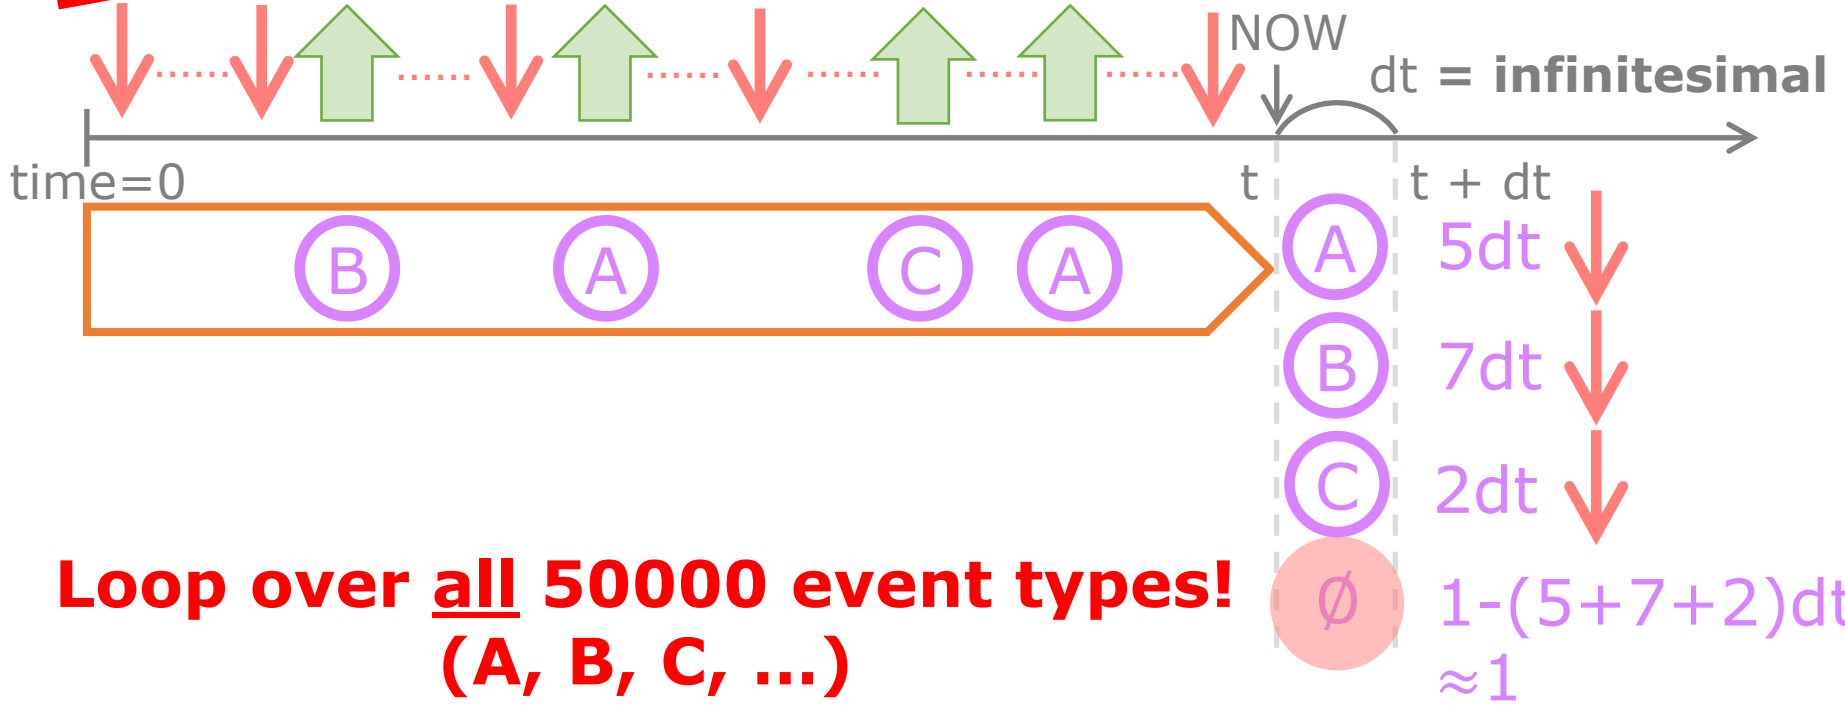 NOW
dt = infinitesimal
time=0
t
t + dt
B
A
C
A
A
5dt
B
7dt
C
2dt
Loop over all 50000 event types!
(A, B, C, ...)
Ø
1-(5+7+2)dt
≈1